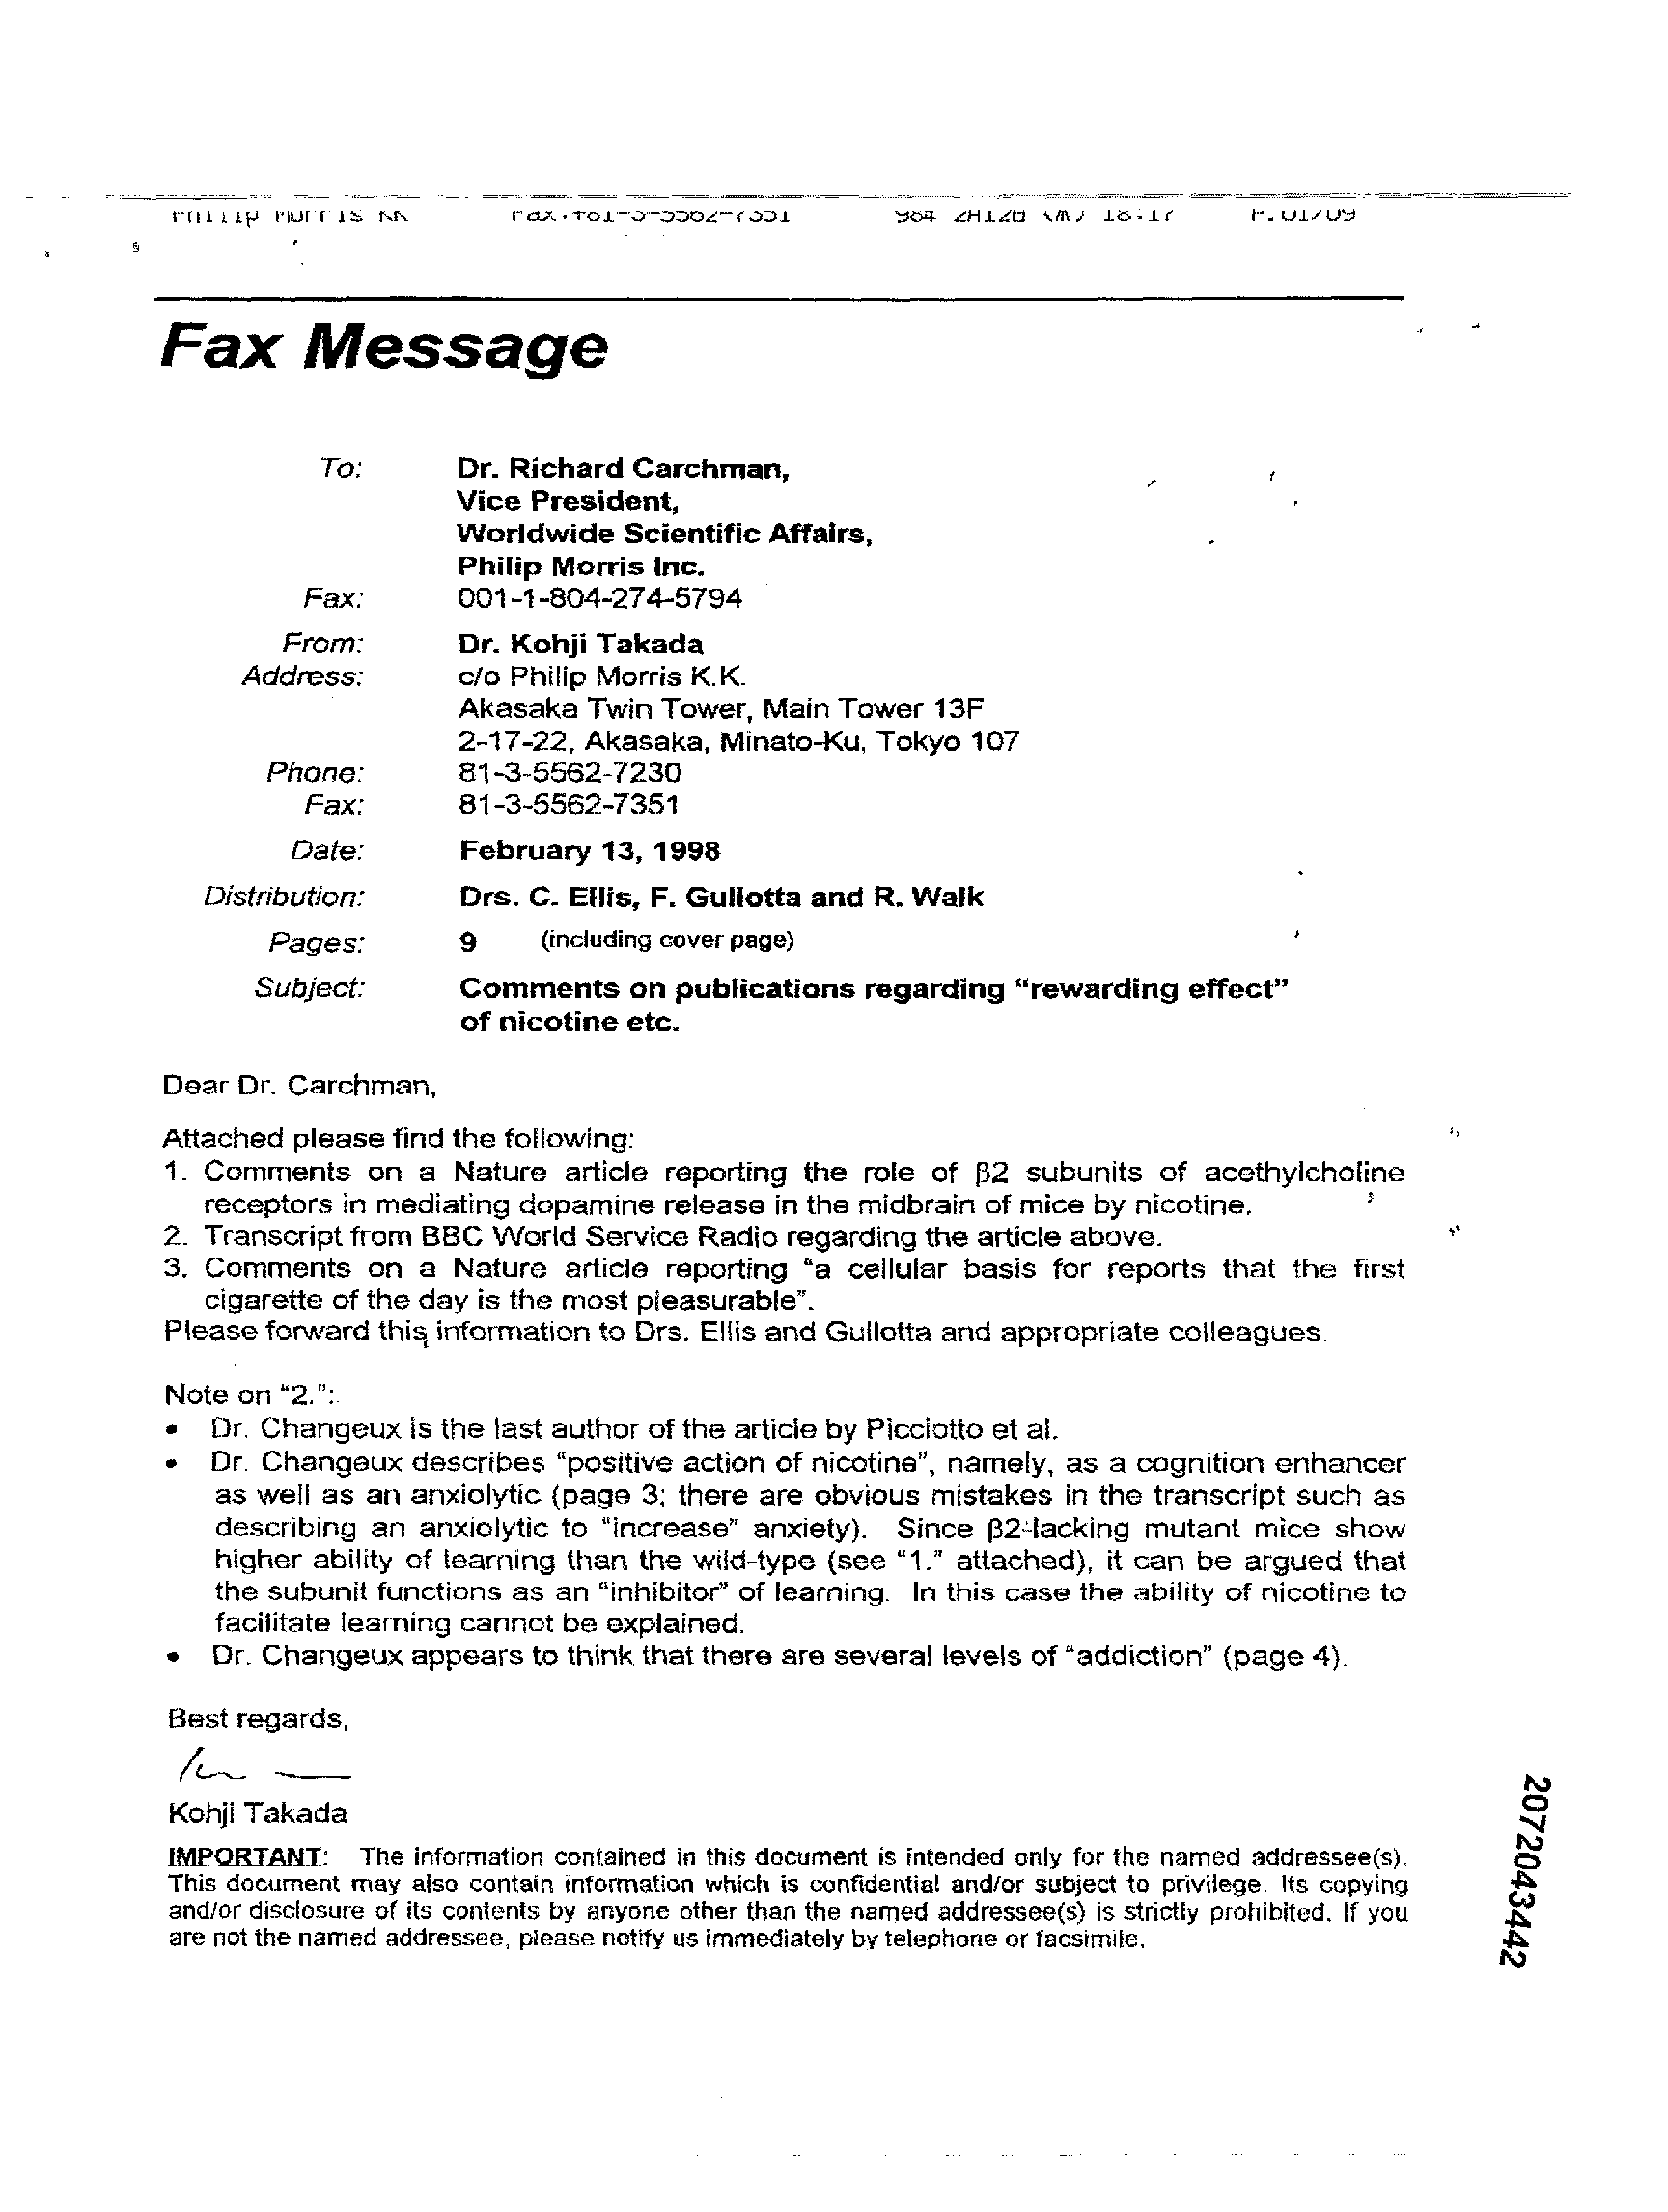 Fax Message
To: Dr. Richard Carchman,
Vice President,
Worldwide Scientific Affairs,
Philip Morris Inc.
Fax: 001-1-804-274-5794
From: Dr. Kohji Takada
Address: c/o Philip Morris K.K.
Akasaka Twin Tower, Main Tower 13F
2-17-22, Akasaka, Minato-Ku, Tokyo 107
Phone: 81-3-5562-7230
Fax: 81-3-5562-7351
Date: February 13, 1998
Distribution: Drs. C. Ellis, F. Gullotta and R. Walk
Pages: 9 (including cover page)
Subject: Comments on publications regarding "rewarding effect"
of nicotine etc.
Dear Dr. Carchman,
Attached please find the following:
1. Comments on a Nature article reporting the role of β2 subunits of acethylcholine
receptors in mediating dopamine release in the midbrain of mice by nicotine.
2. Transcript from BBC World Service Radio regarding the article above.
3. Comments on a Nature article reporting "a cellular basis for reports that the first
cigarette of the day is the most pleasurable".
Please forward this information to Drs. Ellis and Gullotta and appropriate colleagues.
Note on "2.":
• Dr. Changeux is the last author of the article by Picciotto et al.
• Dr. Changeux describes "positive action of nicotine", namely, as a cognition enhancer
as well as an anxiolytic (page 3; there are obvious mistakes in the transcript such as
describing an anxiolytic to "increase" anxiety). Since β2-lacking mutant mice show
higher ability of learning than the wild-type (see "1." attached), it can be argued that
the subunit functions as an "inhibitor" of learning. In this case the ability of nicotine to
facilitate learning cannot be explained.
• Dr. Changeux appears to think that there are several levels of "addiction" (page 4).
Best regards,
Kohji Takada
IMPORTANT: The information contained in this document is intended only for the named addressee(s).
This document may also contain information which is confidential and/or subject to privilege. Its copying
and/or disclosure of its contents by anyone other than the named addressee(s) is strictly prohibited. If you
are not the named addressee, please notify us immediately by telephone or facsimile.
2072043442